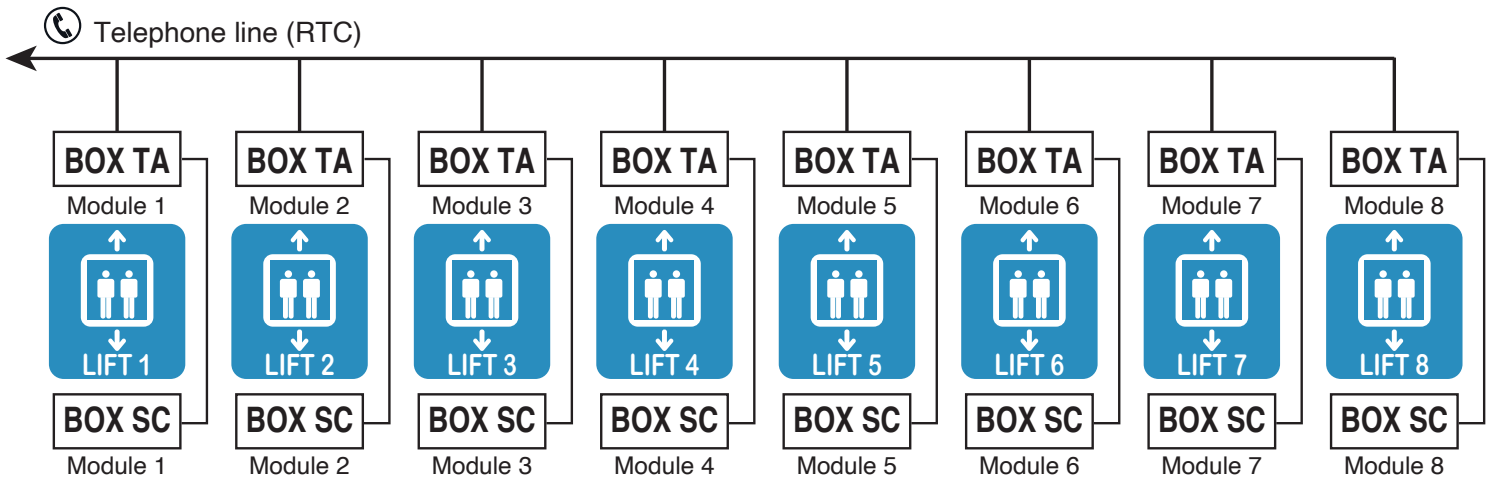 Telephone line (RTC)
BOX TA BOX TA BOX TA BOX TA BOX TA BOX TA BOX TA BOX TA
Module 1 Module 2 Module 3 Module 4 Module 5 Module 6 Module 7 Module 8
LIFT 1 LIFT 2 LIFT 3 LIFT 4 LIFT 5 LIFT 6 LIFT 7 LIFT 8
BOX SC BOX SC BOX SC BOX SC BOX SC BOX SC BOX SC BOX SC
Module 1 Module 2 Module 3 Module 4 Module 5 Module 6 Module 7 Module 8